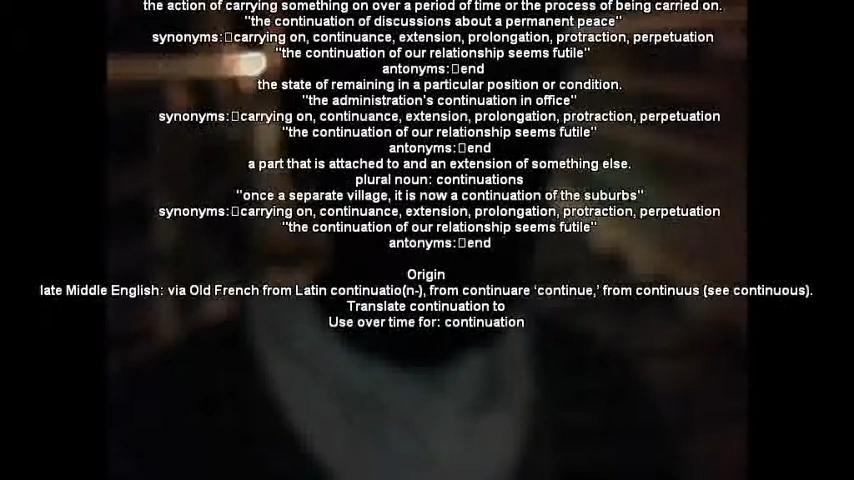 the action of carrying something on over a period of time or the process of being carried on.
"the continuation of discussions about a permanent peace"
synonyms:▯carrying on, continuance, extension, prolongation, protraction, perpetuation
"the continuation of our relationship seems futile"
antonyms:▯end
the state of remaining in a particular position or condition.
"the administration's continuation in office"
synonyms:▯carrying on, continuance, extension, prolongation, protraction, perpetuation
"the continuation of our relationship seems futile"
antonyms:▯end
a part that is attached to and an extension of something else.
plural noun: continuations
"once a separate village, it is now a continuation of the suburbs"
synonyms:▯carrying on, continuance, extension, prolongation, protraction, perpetuation
"the continuation of our relationship seems futile"
antonyms:▯end
Origin
late Middle English: via Old French from Latin continuatio(n-), from continuare ‘continue,’ from continuus (see continuous).
Translate continuation to
Use over time for: continuation